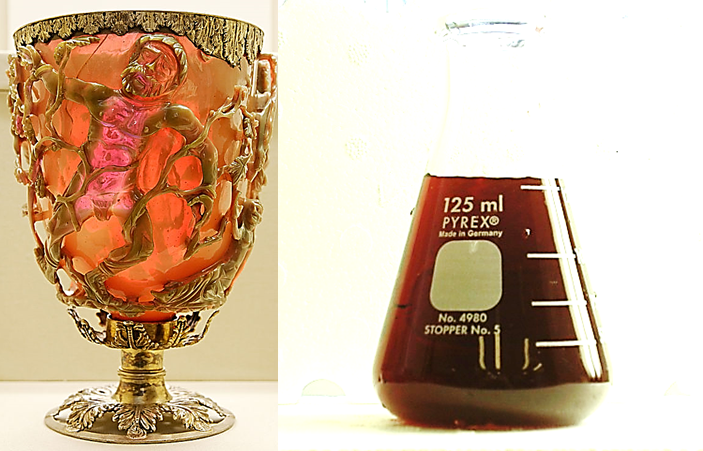 125 ml
PYREX®
Made in Germany
No. 4980
STOPPER No. 5